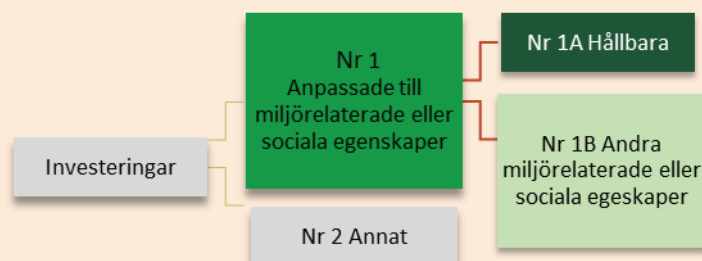 Investeringar
Nr 1
Anpassade till
miljörelaterade eller
sociala egenskaper
Nr 2 Annat
Nr 1A Hållbara
Nr 1B Andra
miljörelaterade eller
sociala egeskaper